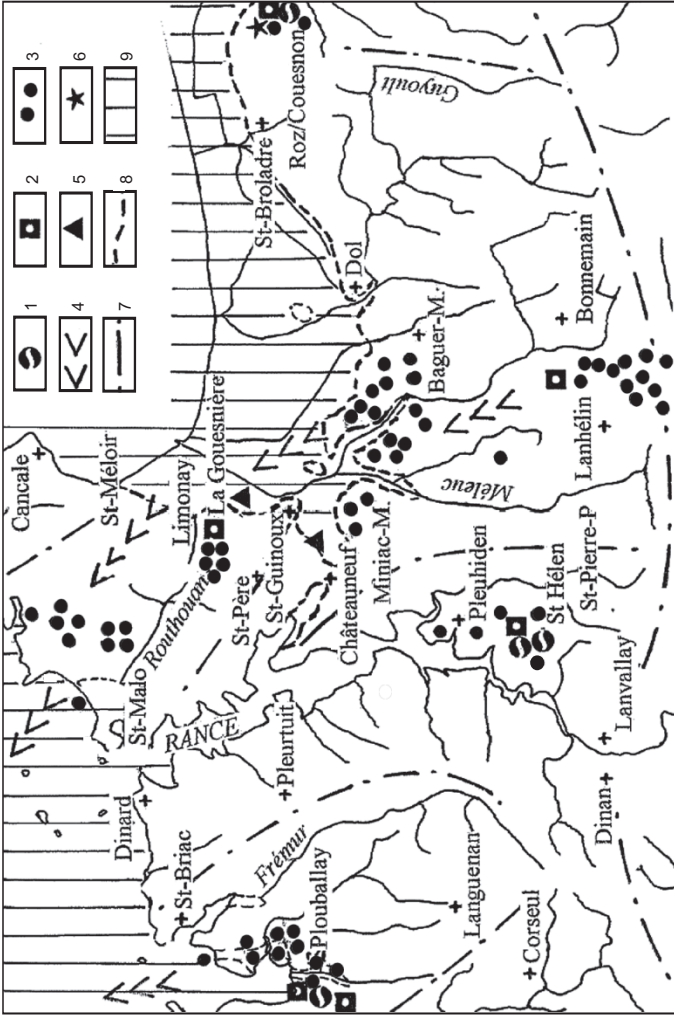 1
2
3
4
5
6
7
8
9
Cancale
St-Méloir
Limonay
La Gouesnière
Routhouan
St-Malo
St-Père
St-Guinoux
Châteauneuf
Miniac-M.
RANCE
Dinard
St-Briac
Pleurtuit
Frémur
Ploubalay
Languenan
Corseul
Dinan
Lanvallay
Pleuhiden
St Hélen
St-Pierre-P
Méleuc
Lanhélin
Bonnemain
Baguer-M.
Dol
St-Broladre
Roz/Couesnon
Guyoult